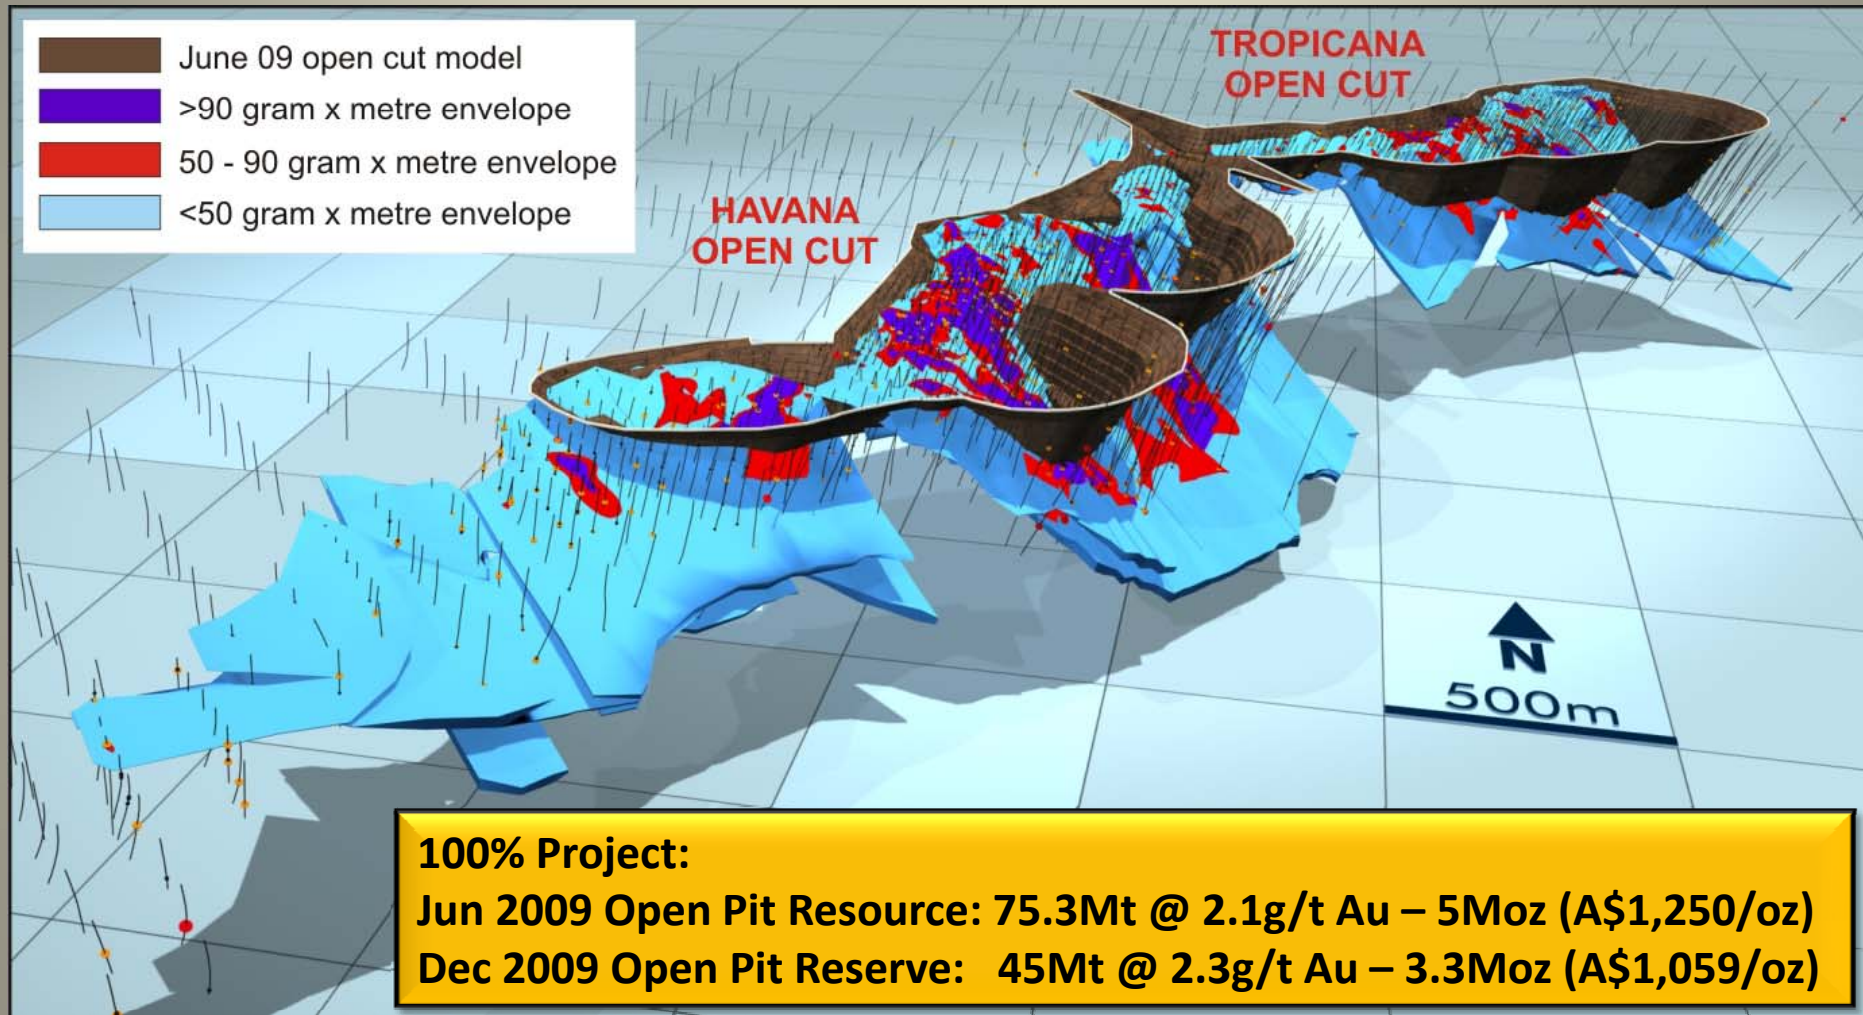 June 09 open cut model
>90 gram x metre envelope
50 - 90 gram x metre envelope
<50 gram x metre envelope
TROPICANA
OPEN CUT
HAVANA
OPEN CUT
N
500m
100% Project:
Jun 2009 Open Pit Resource: 75.3Mt @ 2.1g/t Au – 5Moz (A$1,250/oz)
Dec 2009 Open Pit Reserve: 45Mt @ 2.3g/t Au – 3.3Moz (A$1,059/oz)